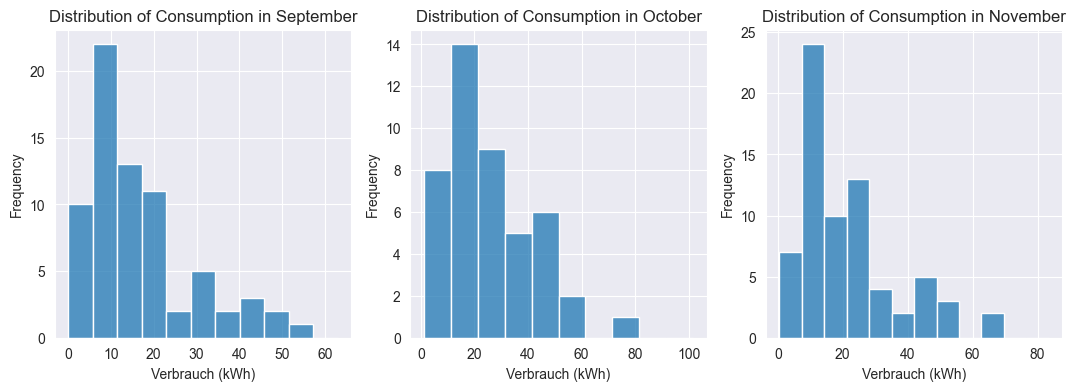 Distribution of Consumption in September
20
15
10
5
0
Frequency
0 10 20 30 40 50 60
Verbrauch (kWh)
Distribution of Consumption in October
14
12
10
8
6
4
2
0
Frequency
0 20 40 60 80 100
Verbrauch (kWh)
Distribution of Consumption in November
25
20
15
10
5
0
Frequency
0 20 40 60 80
Verbrauch (kWh)